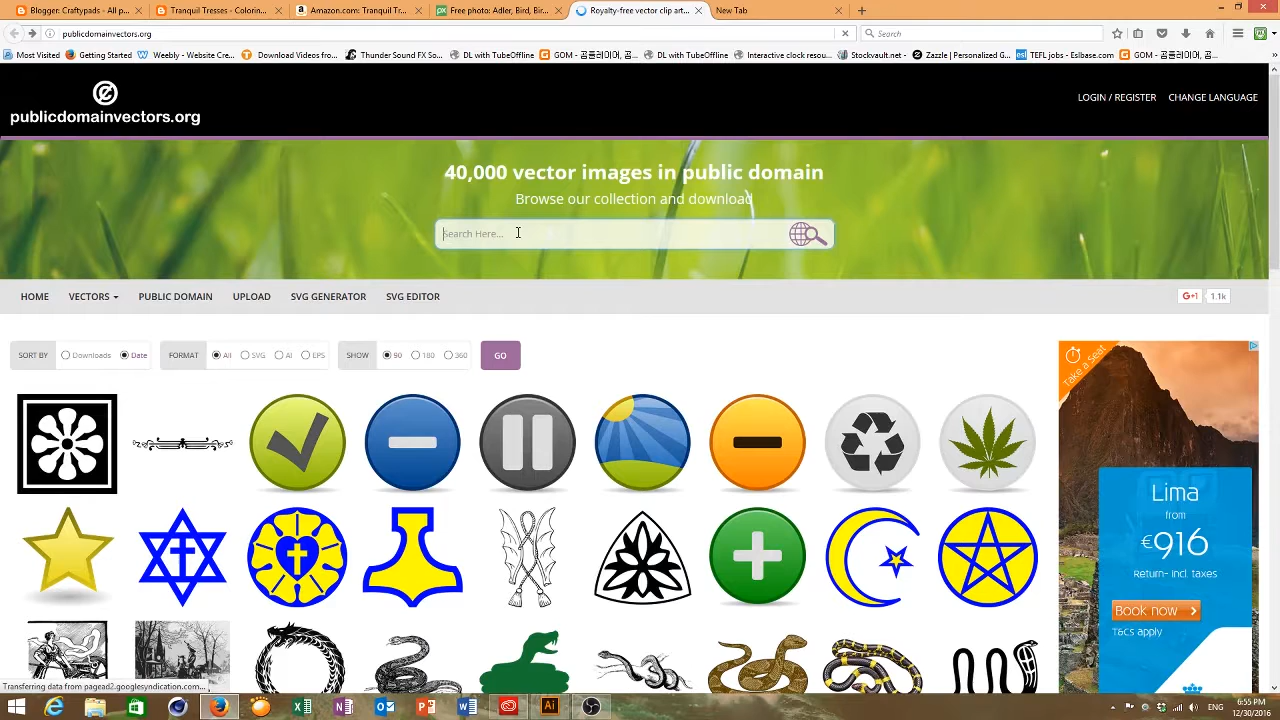 Blogger: Craftypads - All p...
Tranquil Tresses - Colorin...
Amazon.com: Tranquil T...
Free photo: Adler, Bird, Bir...
Royalty-free vector clip art...
New Tab
publicdomainvectors.org
Search
Most Visited
Getting Started
Weebly - Website Cre...
Download Videos fro...
Thunder Sound FX So...
DL with TubeOffline
GOM - 곰플레이어, 곰...
DL with TubeOffline
Interactive clock resou...
Stockvault.net - ...
Zazzle | Personalized G...
TEFL jobs - Eslbase.com
GOM - 곰플레이어, 곰...
publicdomainvectors.org
LOGIN / REGISTER
CHANGE LANGUAGE
40,000 vector images in public domain
Browse our collection and download
Search Here...
HOME
VECTORS
PUBLIC DOMAIN
UPLOAD
SVG GENERATOR
SVG EDITOR
G+1
1.1k
SORT BY
Downloads
Date
FORMAT
All
SVG
AI
EPS
SHOW
90
180
360
GO
Take a Seat
Lima
from
€916
Return- incl. taxes
Book now
T&Cs apply
Transferring data from pagead2.googlesyndication.com...
Ai
ENG
6:55 PM
12/30/2016